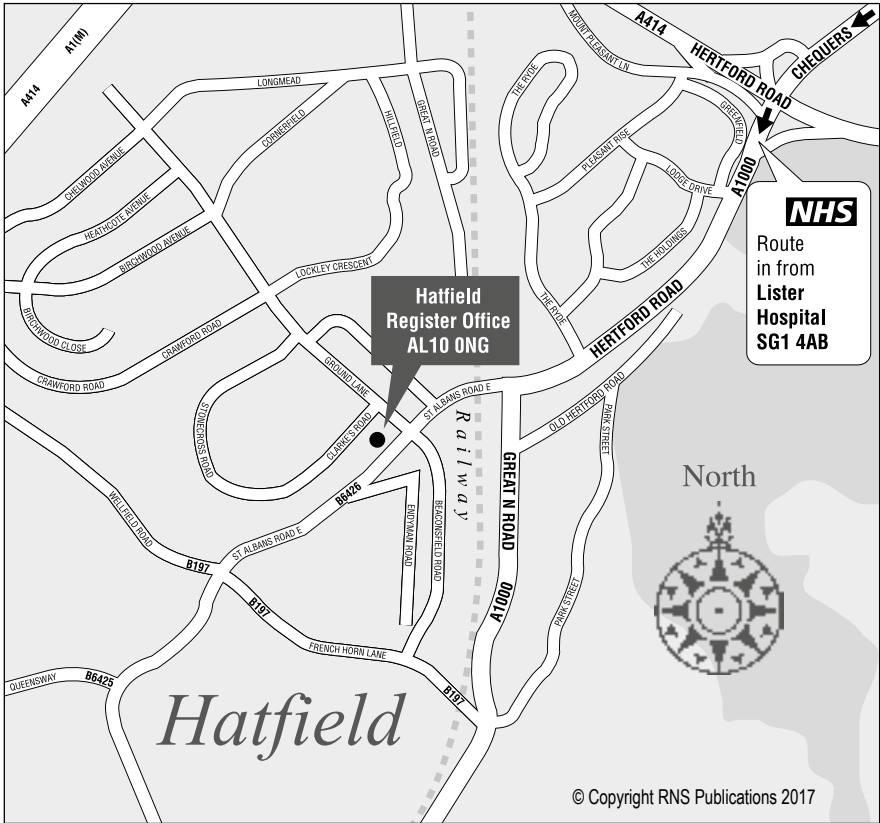 A414
A1(M)
LONGMEAD
CORNERFIELD
HILLFIELD
GREAT N ROAD
CHELWOOD AVENUE
HEATHCOTE AVENUE
BIRCHWOOD AVENUE
BIRCHWOOD CLOSE
LOCKLEY CRESCENT
CRAWFORD ROAD
CRAWFORD ROAD
MOUNT PLEASANT LN
A414
HERTFORD ROAD
CHEQUERS
THE RYDE
PLEASANT RISE
GREENFIELD
LODGE DRIVE
A1000
THE HOLDINGS
THE RYDE
HERTFORD ROAD
NHS
Route
in from
Lister
Hospital
SG1 4AB
Hatfield
Register Office
AL10 0NG
GROUND LANE
STONECROSS ROAD
CLARKE'S ROAD
ST ALBANS ROAD E
Railway
OLD HERTFORD ROAD
PARK STREET
GREAT N ROAD
B6426
ENDYMAN ROAD
BEACONSFIELD ROAD
WELLFIELD ROAD
ST ALBANS ROAD E
B197
B197
A1000
PARK STREET
FRENCH HORN LANE
B197
QUEENSWAY
B6425
Hatfield
North
© Copyright RNS Publications 2017